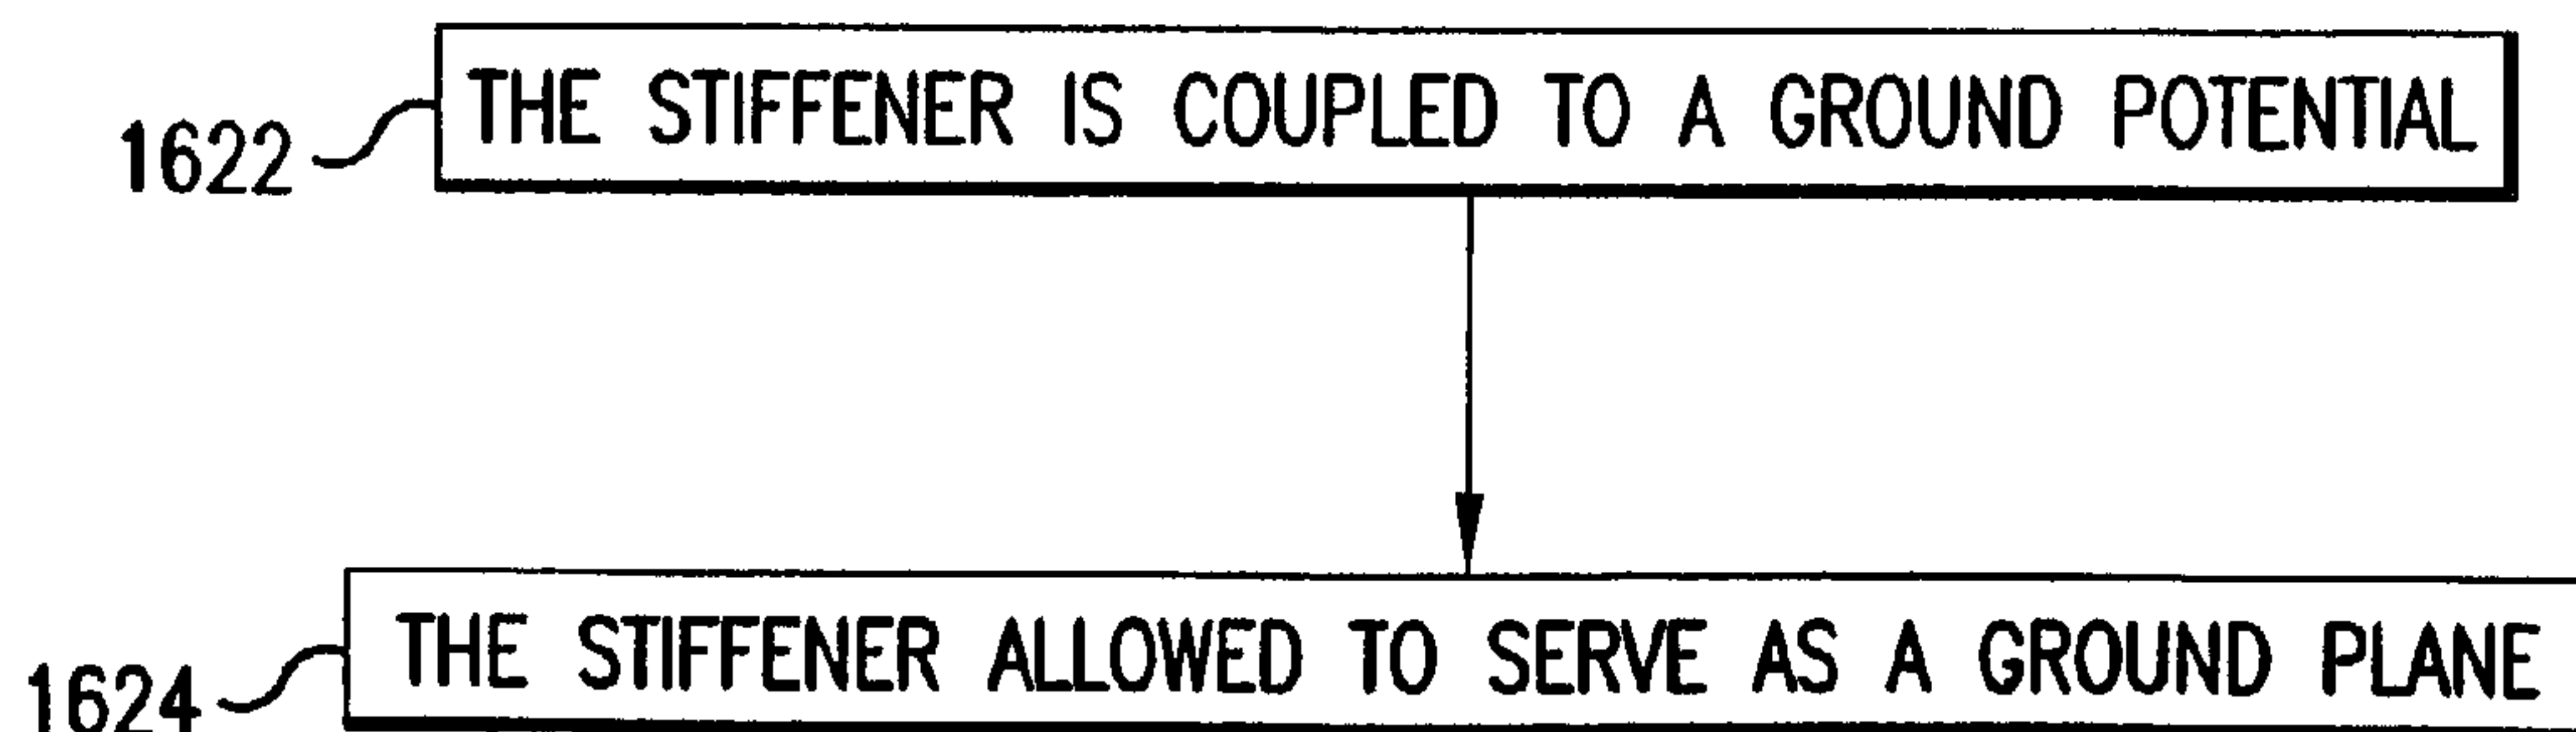 1622 THE STIFFENER IS COUPLED TO A GROUND POTENTIAL
1624 THE STIFFENER ALLOWED TO SERVE AS A GROUND PLANE